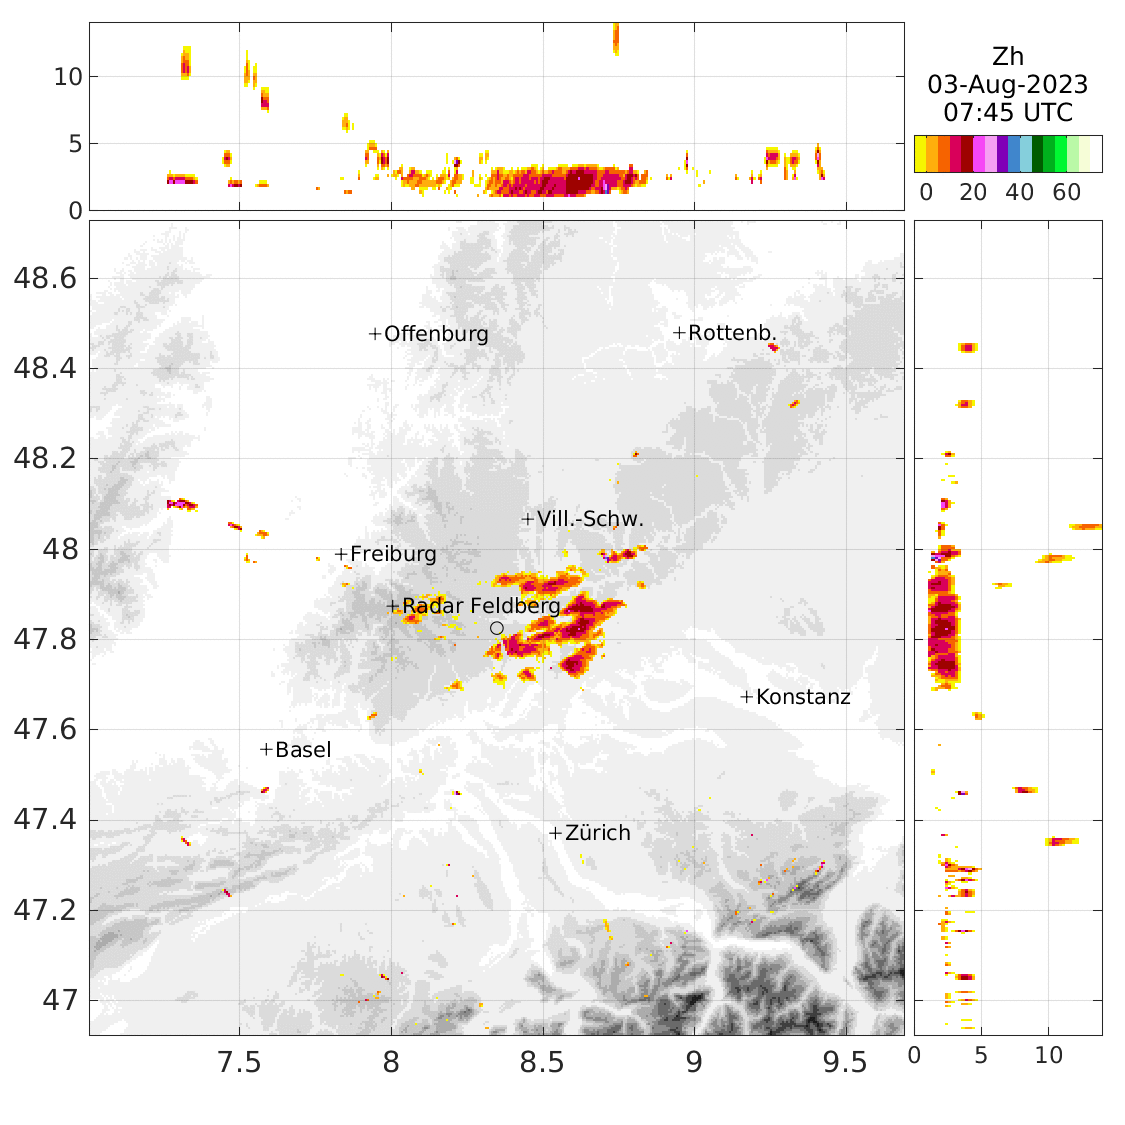 10
5
0
Zh
03-Aug-2023
07:45 UTC
0 20 40 60
48.6
48.4
48.2
48
47.8
47.6
47.4
47.2
47
Offenburg
Rottenb.
Vill.-Schw.
Freiburg
Radar Feldberg
Konstanz
Basel
Zürich
7.5 8 8.5 9 9.5
0 5 10